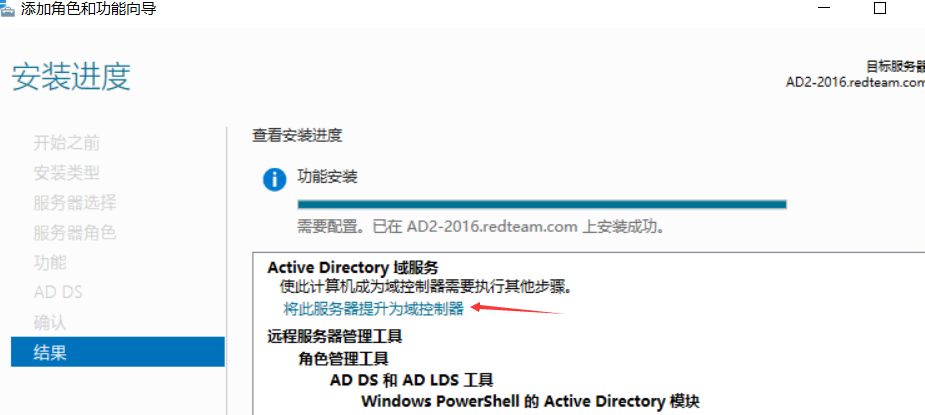 添加角色和功能向导
安装进度
目标服务器
AD2-2016.redteam.com
开始之前
安装类型
服务器选择
服务器角色
功能
AD DS
确认
结果
查看安装进度
功能安装
需要配置。已在 AD2-2016.redteam.com 上安装成功。
Active Directory 域服务
使此计算机成为域控制器需要执行其他步骤。
将此服务器提升为域控制器
远程服务器管理工具
角色管理工具
AD DS 和 AD LDS 工具
Windows PowerShell 的 Active Directory 模块